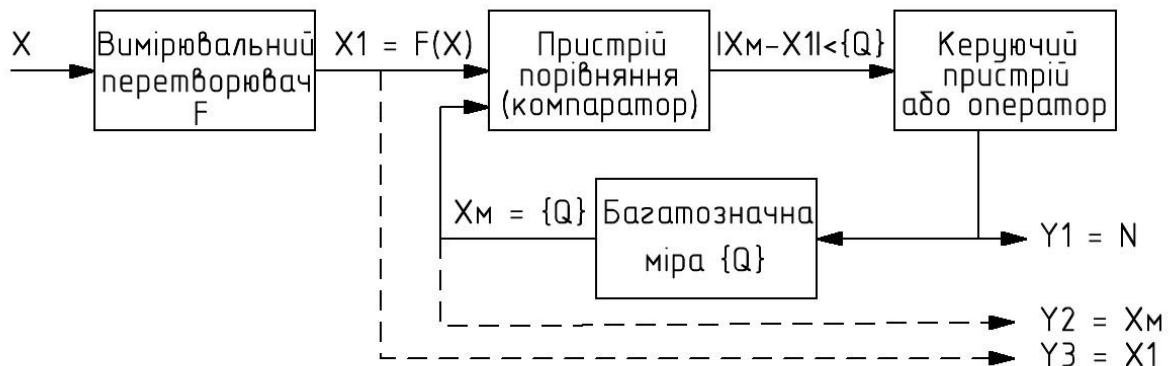 X
Вимірювальний
перетворювач
F
X1 = F(X)
Пристрій
порівняння
(компаратор)
|Xм-X1|<{Q}
Керуючий
пристрій
або оператор
Xм = {Q}
Багатозначна
міра {Q}
Y1 = N
Y2 = Xм
Y3 = X1